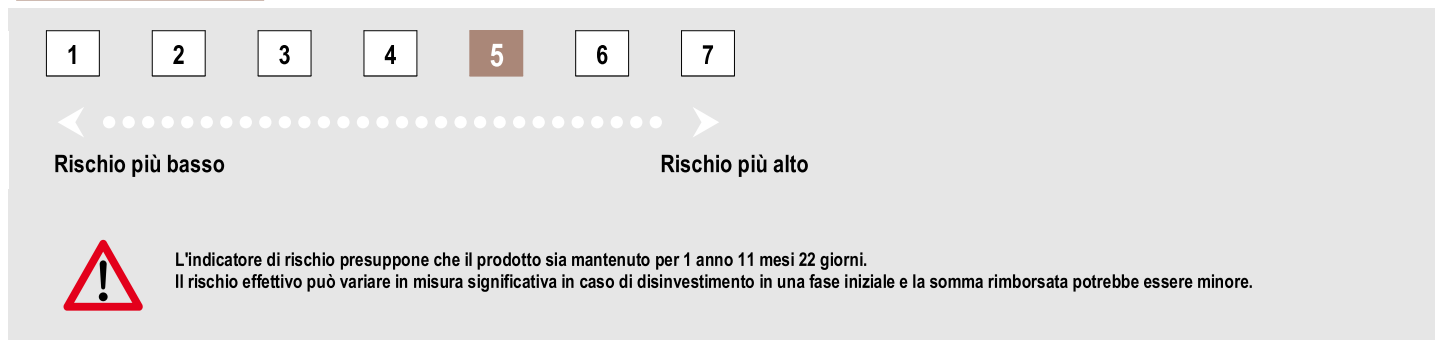 1 2 3 4 5 6 7
Rischio più basso Rischio più alto
L'indicatore di rischio presuppone che il prodotto sia mantenuto per 1 anno 11 mesi 22 giorni.
Il rischio effettivo può variare in misura significativa in caso di disinvestimento in una fase iniziale e la somma rimborsata potrebbe essere minore.